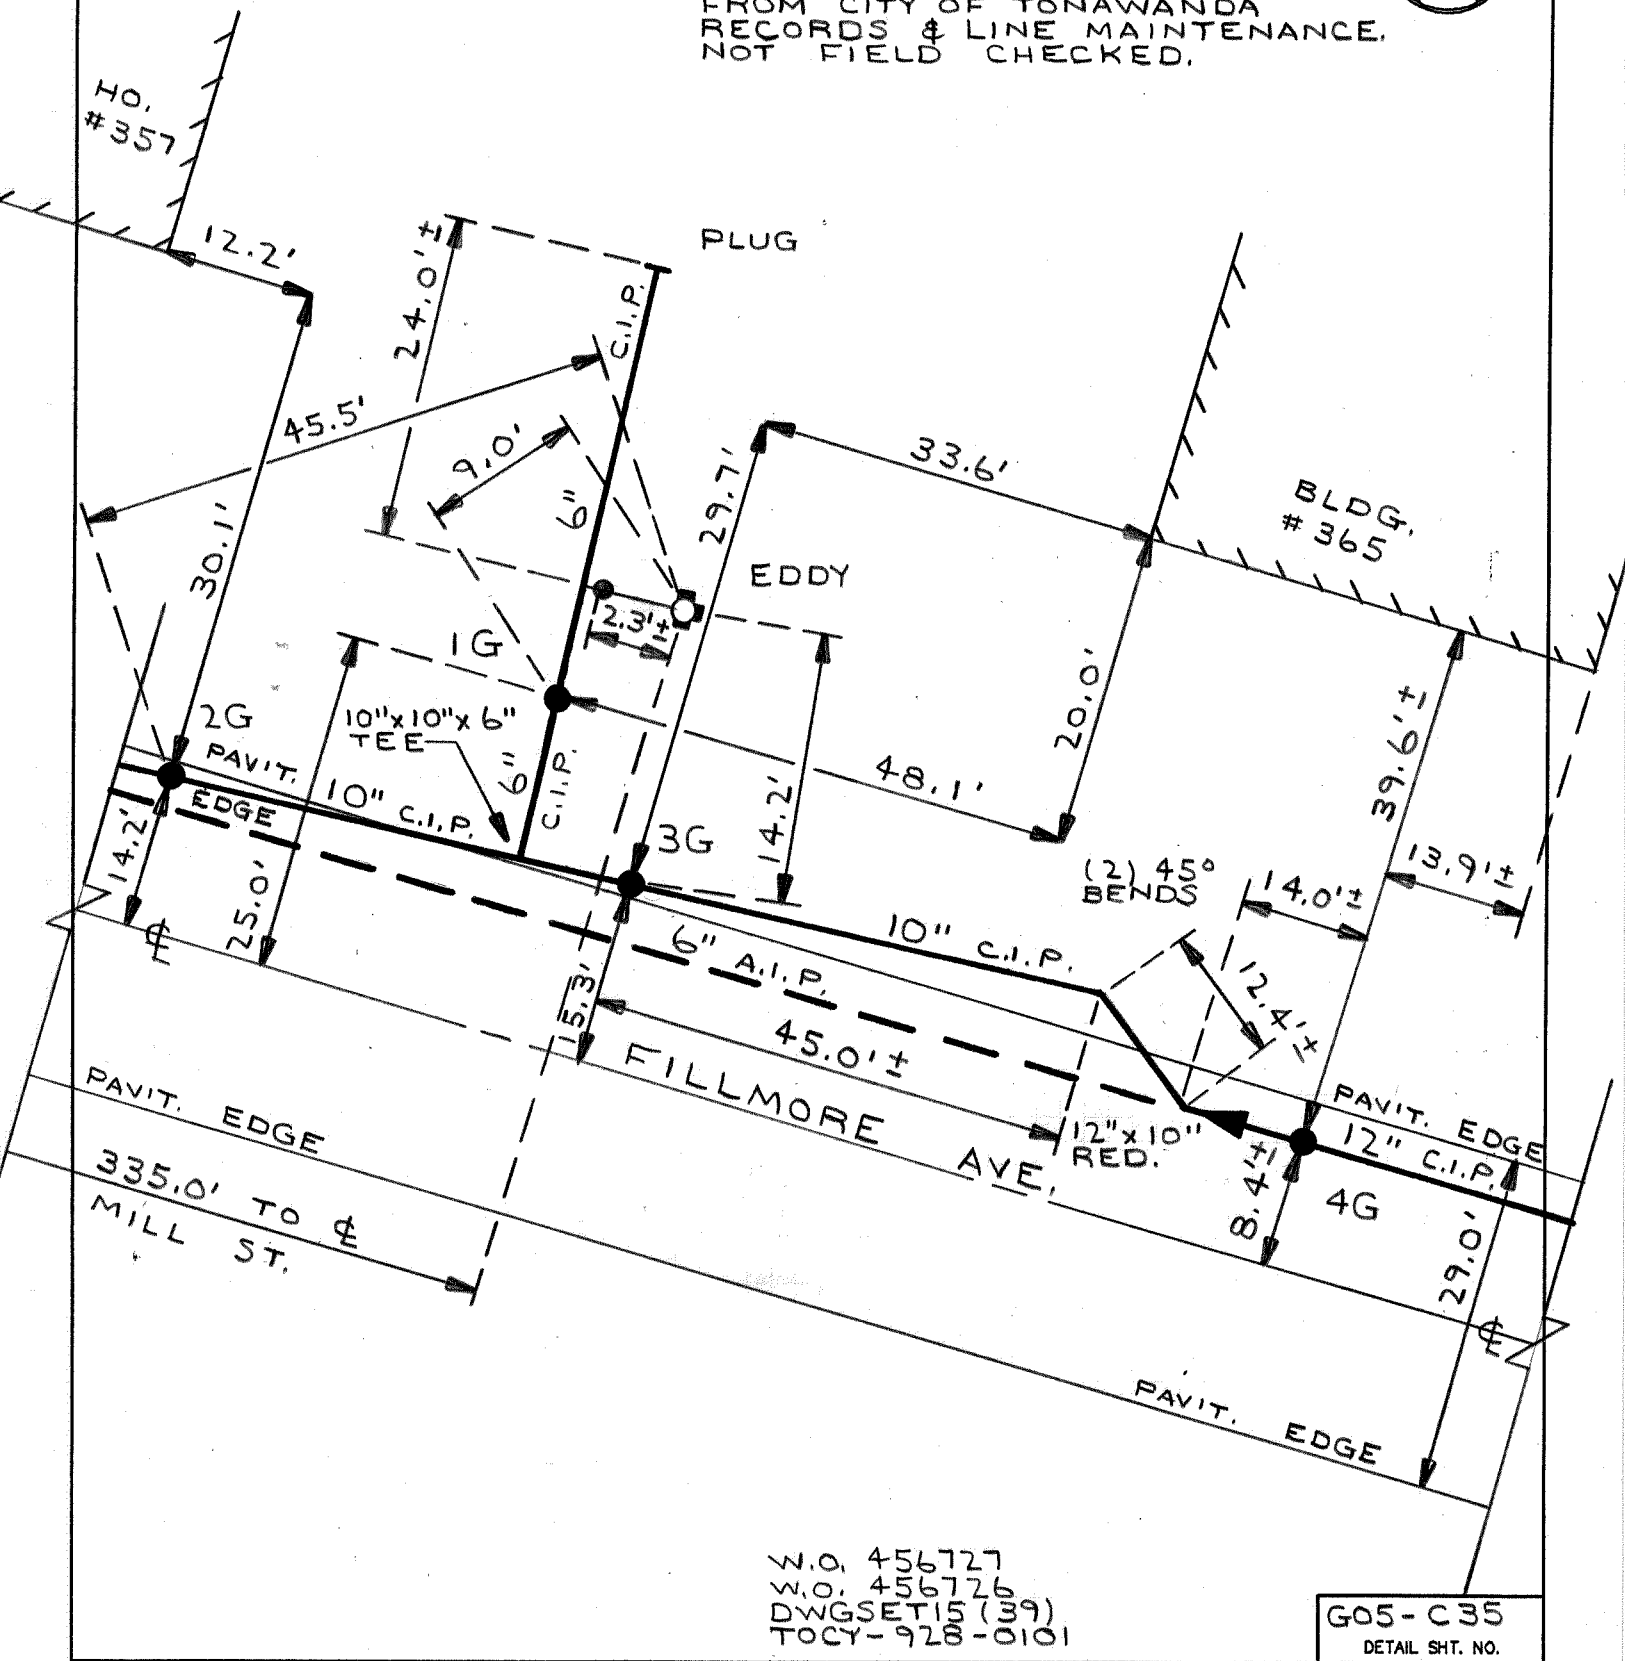 FROM CITY OF TONAWANDA
RECORDS & LINE MAINTENANCE.
NOT FIELD CHECKED.
HO.
#357
12.2'
24.0'±
PLUG
C.I.P.
45.5'
9.0'
6"
29.7'
33.6'
BLDG.
#365
30.1'
EDDY
2.3'±
1G
20.0'
39.6'±
2G
10"x10"x6"
TEE
PAV'T.
EDGE
10" C.I.P.
6"
C.I.P.
48.1'
14.2'
14.2'
25.0'
3G
(2) 45°
BENDS
14.0'±
13.9'±
℄
6" A.I.P.
10" C.I.P.
12.4'±
15.3'
45.0'±
FILLMORE AVE.
PAV'T. EDGE
12"x10"
RED.
PAV'T. EDGE
12" C.I.P.
335.0' TO ℄
MILL ST.
8.4'±
4G
29.0'
℄
PAV'T. EDGE
W.O. 456727
W.O. 456726
DWGSET15 (39)
TOCY-928-0101
G05-C35
DETAIL SHT. NO.